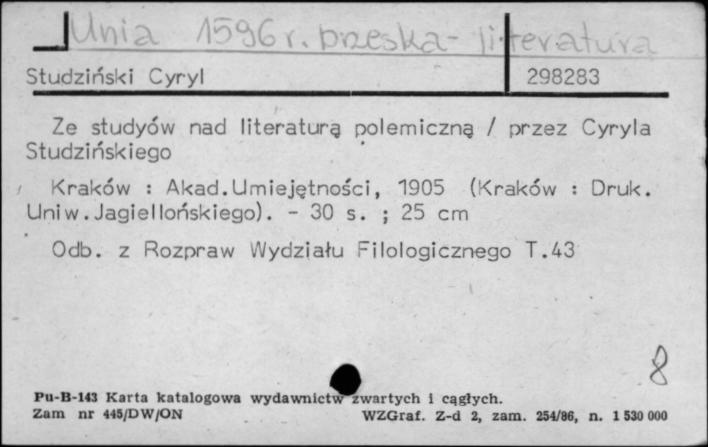 Unia 1596 r. brzeska - literatura
Studziński Cyryl 298283
Ze studyów nad literaturą polemiczną / przez Cyryla
Studzińskiego
Kraków : Akad.Umiejętności, 1905 (Kraków : Druk.
Uniw.Jagiellońskiego). - 30 s. ; 25 cm
Odb. z Rozpraw Wydziału Filologicznego T.43
8
Pu-B-143 Karta katalogowa wydawnictw zwartych i ciągłych.
Zam nr 445/DW/ON WZGraf. Z-d 2, zam. 254/86, n. 1 530 000